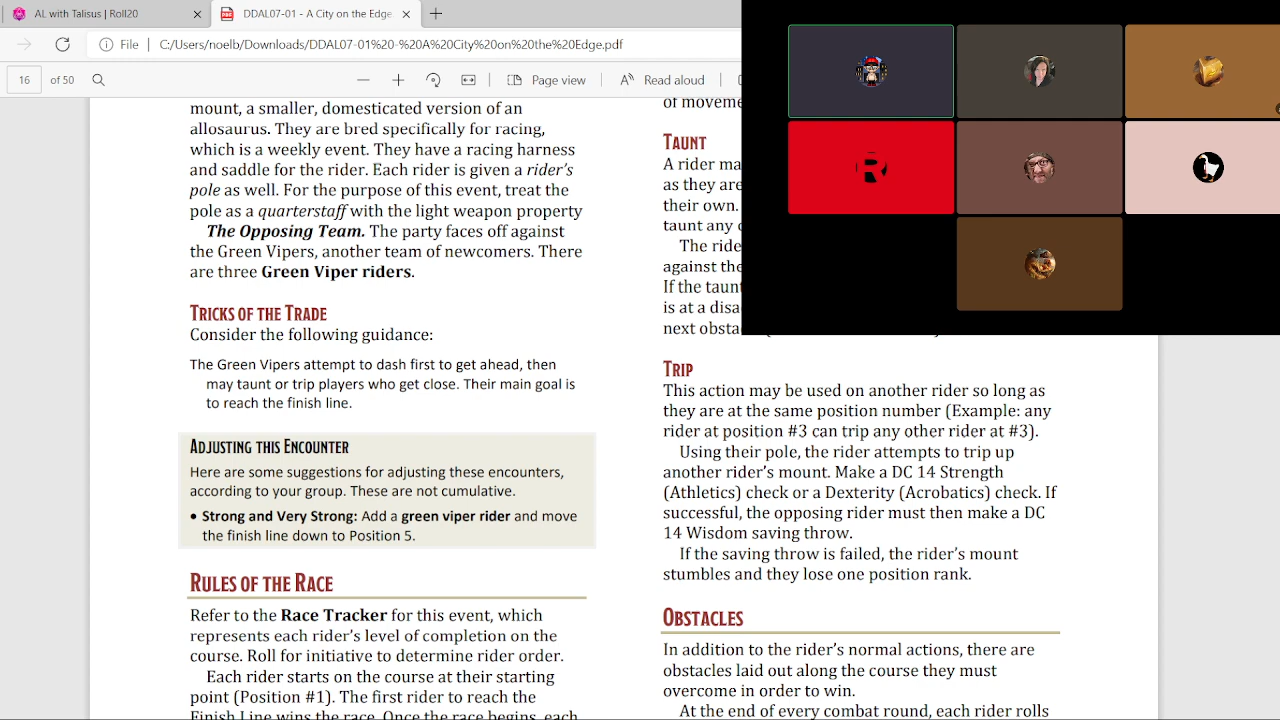 AL with Talisus | Roll20
DDAL07-01 - A City on the Edge
File
C:/Users/noelb/Downloads/DDAL07-01%20-%20A%20City%20on%20the%20Edge.pdf
16 of 50
Page view
Read aloud
mount, a smaller, domesticated version of an
allosaurus. They are bred specifically for racing,
which is a weekly event. They have a racing harness
and saddle for the rider. Each rider is given a rider's
pole as well. For the purpose of this event, treat the
pole as a quarterstaff with the light weapon property
The Opposing Team. The party faces off against
the Green Vipers, another team of newcomers. There
are three Green Viper riders.
TRICKS OF THE TRADE
Consider the following guidance:
The Green Vipers attempt to dash first to get ahead, then
may taunt or trip players who get close. Their main goal is
to reach the finish line.
ADJUSTING THIS ENCOUNTER
Here are some suggestions for adjusting these encounters,
according to your group. These are not cumulative.
• Strong and Very Strong: Add a green viper rider and move
the finish line down to Position 5.
RULES OF THE RACE
Refer to the Race Tracker for this event, which
represents each rider's level of completion on the
course. Roll for initiative to determine rider order.
Each rider starts on the course at their starting
point (Position #1). The first rider to reach the
Finish Line wins the race. Once the race begins, each
of
TAUNT
A rider
as they are
their own.
taunt any
The
against
If the
is at a
next
TRIP
This action may be used on another rider so long as
they are at the same position number (Example: any
rider at position #3 can trip any other rider at #3).
Using their pole, the rider attempts to trip up
another rider's mount. Make a DC 14 Strength
(Athletics) check or a Dexterity (Acrobatics) check. If
successful, the opposing rider must then make a DC
14 Wisdom saving throw.
If the saving throw is failed, the rider's mount
stumbles and they lose one position rank.
OBSTACLES
In addition to the rider's normal actions, there are
obstacles laid out along the course they must
overcome in order to win.
At the end of every combat round, each rider rolls
R